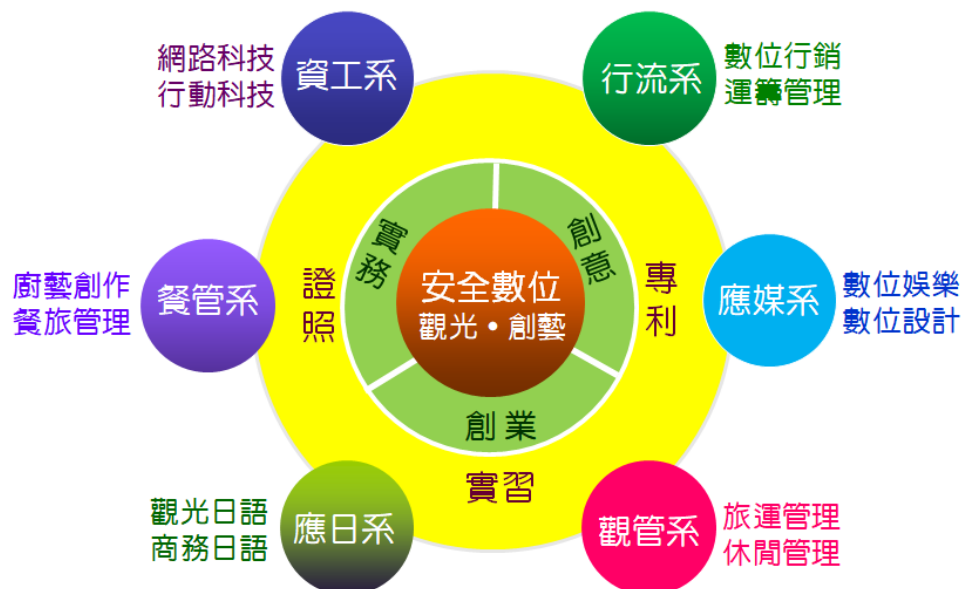 網路科技
行動科技
資工系
行流系
數位行銷
運籌管理
實務
創意
安全數位
觀光•創藝
創業
證照
專利
實習
廚藝創作
餐旅管理
餐管系
應媒系
數位娛樂
數位設計
觀光日語
商務日語
應日系
觀管系
旅運管理
休閒管理